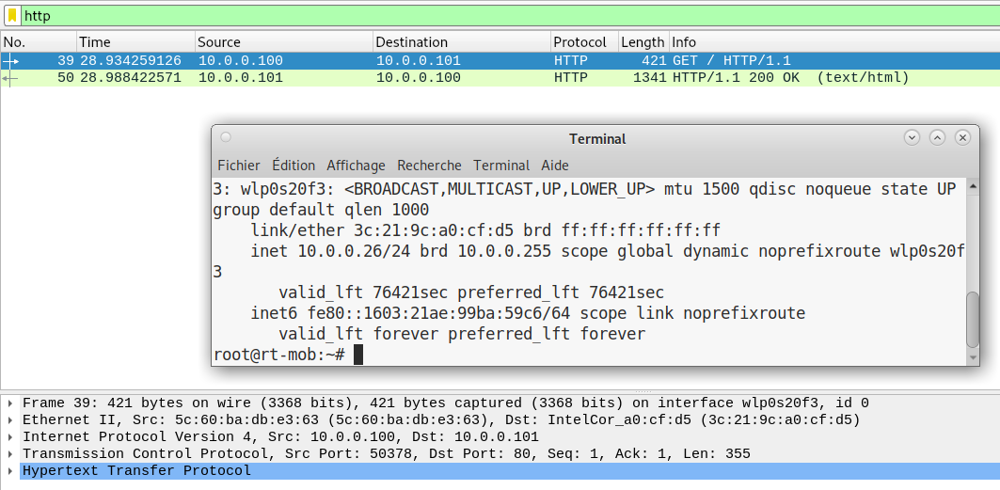 http
No. Time Source Destination Protocol Length Info
39 28.934259126 10.0.0.100 10.0.0.101 HTTP 421 GET / HTTP/1.1
50 28.988422571 10.0.0.101 10.0.0.100 HTTP 1341 HTTP/1.1 200 OK (text/html)
Terminal
Fichier Édition Affichage Recherche Terminal Aide
3: wlp0s20f3: <BROADCAST,MULTICAST,UP,LOWER_UP> mtu 1500 qdisc noqueue state UP
group default qlen 1000
link/ether 3c:21:9c:a0:cf:d5 brd ff:ff:ff:ff:ff:ff
inet 10.0.0.26/24 brd 10.0.0.255 scope global dynamic noprefixroute wlp0s20f
3
valid_lft 76421sec preferred_lft 76421sec
inet6 fe80::1603:21ae:99ba:59c6/64 scope link noprefixroute
valid_lft forever preferred_lft forever
root@rt-mob:~#
Frame 39: 421 bytes on wire (3368 bits), 421 bytes captured (3368 bits) on interface wlp0s20f3, id 0
Ethernet II, Src: 5c:60:ba:db:e3:63 (5c:60:ba:db:e3:63), Dst: IntelCor_a0:cf:d5 (3c:21:9c:a0:cf:d5)
Internet Protocol Version 4, Src: 10.0.0.100, Dst: 10.0.0.101
Transmission Control Protocol, Src Port: 50378, Dst Port: 80, Seq: 1, Ack: 1, Len: 355
Hypertext Transfer Protocol